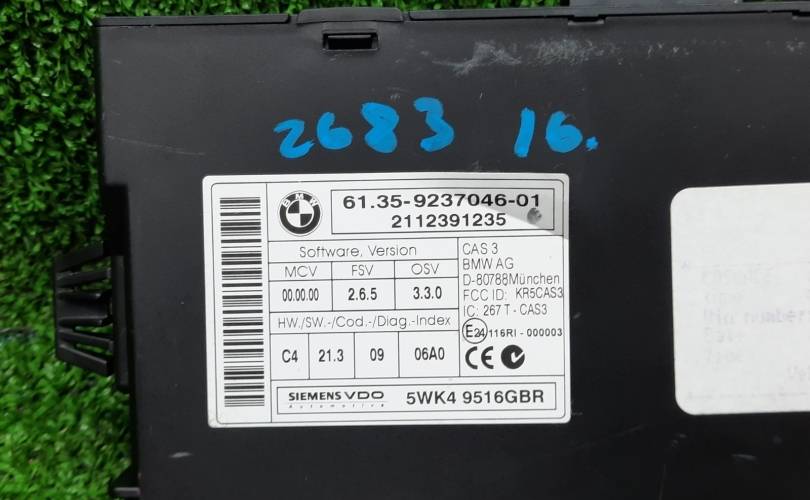 2683 16.
BMW
61.35-9237046-01
2112391235
Software, Version
MCV FSV OSV
00.00.00 2.6.5 3.3.0
HW./SW.-/Cod.-/Diag.-Index
C4 21.3 09 06A0
CAS 3
BMW AG
D-80788München
FCC ID: KR5CAS3
IC: 267 T - CAS3
E24 116RI - 000003
CE
SIEMENS VDO
Automotive
5WK4 9516GBR